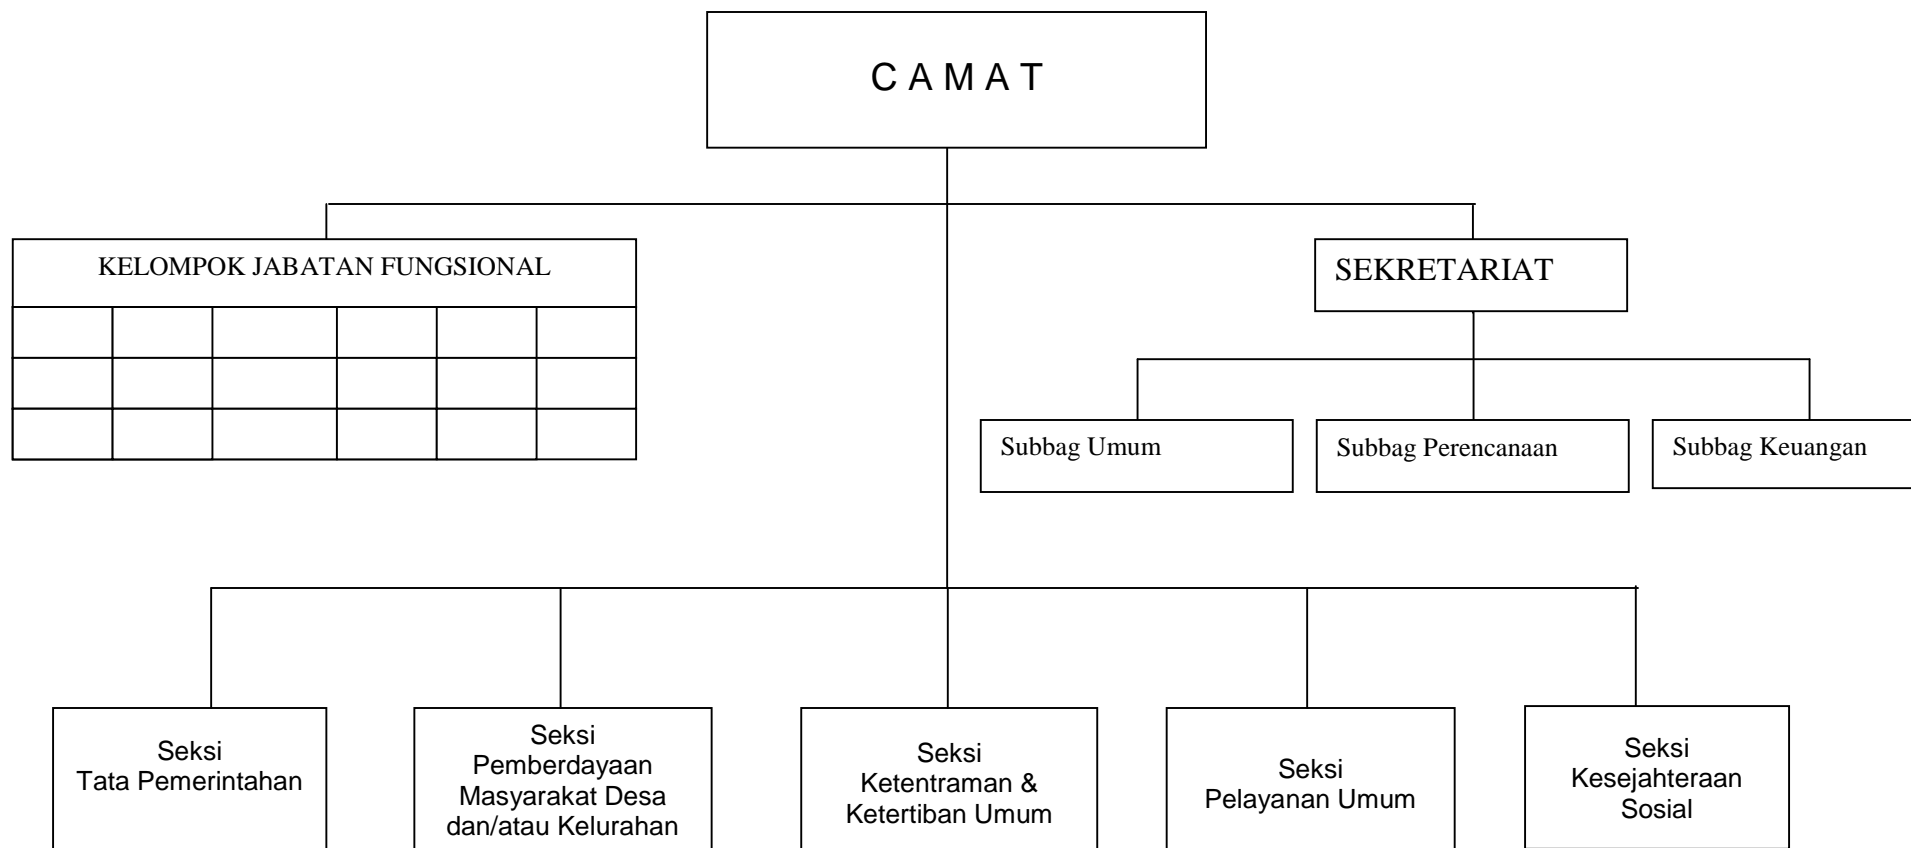 C A M A T
KELOMPOK JABATAN FUNGSIONAL
SEKRETARIAT
Subbag Umum
Subbag Perencanaan
Subbag Keuangan
Seksi
Tata Pemerintahan
Seksi
Pemberdayaan
Masyarakat Desa
dan/atau Kelurahan
Seksi
Ketentraman &
Ketertiban Umum
Seksi
Pelayanan Umum
Seksi
Kesejahteraan
Sosial